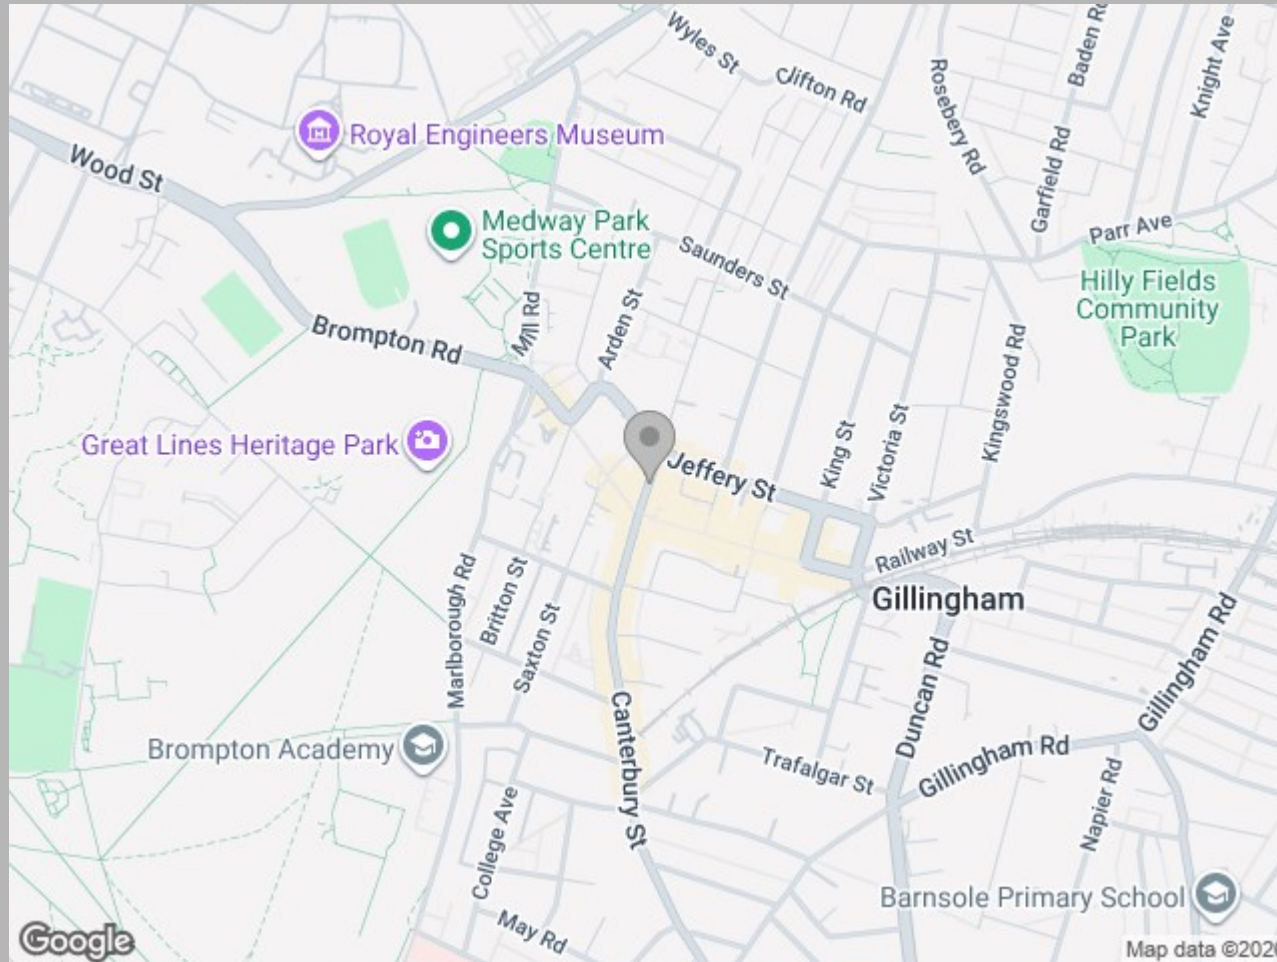 Wyles St
Clifton Rd
Rosebery Rd
Baden Rd
Knight Ave
Garfield Rd
Royal Engineers Museum
Wood St
Medway Park
Sports Centre
Saunders St
Parr Ave
Hilly Fields
Community
Park
Mill Rd
Arden St
Brompton Rd
Kingswood Rd
Great Lines Heritage Park
Jeffery St
King St
Victoria St
Railway St
Gillingham
Marlborough Rd
Britton St
Saxton St
Gillingham Rd
Duncan Rd
Canterbury St
Brompton Academy
Trafalgar St
Gillingham Rd
Napier Rd
College Ave
May Rd
Barnsole Primary School
Google
Map data ©2026